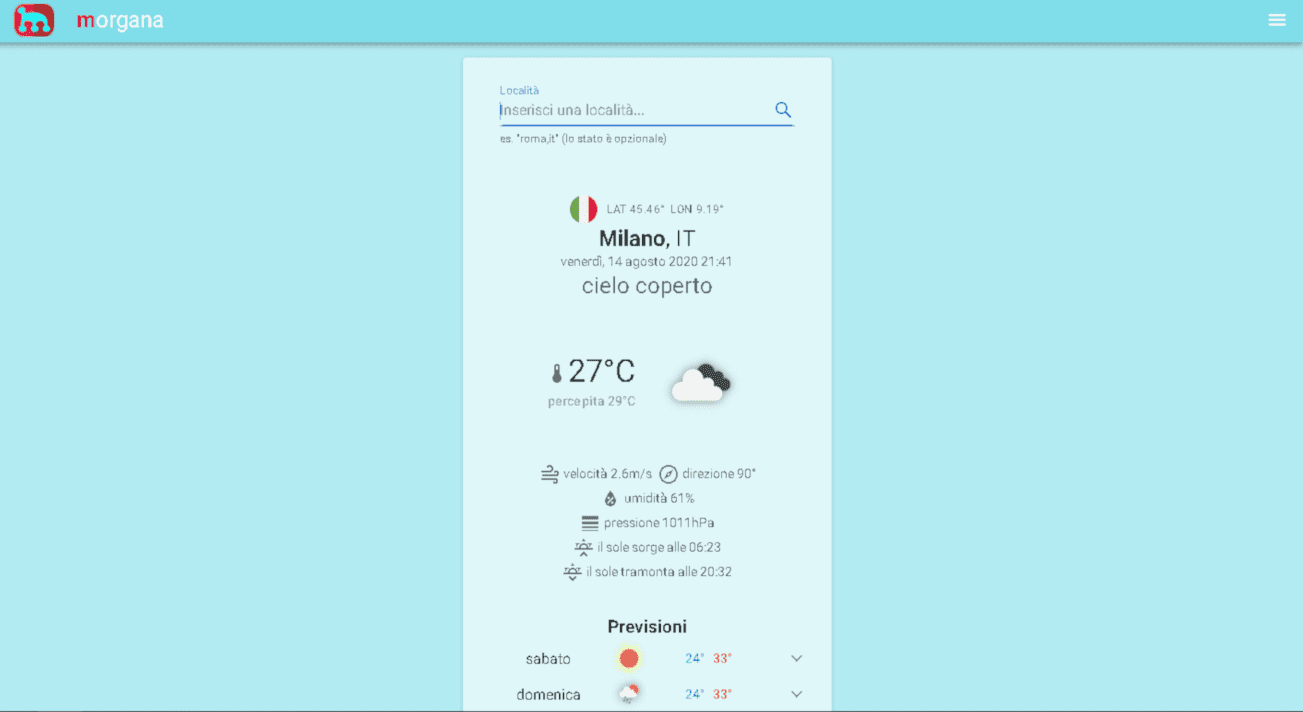 morgana
Località
Inserisci una località...
es. "roma,it" (lo stato è opzionale)
LAT 45.46° LON 9.19°
Milano, IT
venerdì, 14 agosto 2020 21:41
cielo coperto
27°C
percepita 29°C
velocità 2.6m/s direzione 90°
umidità 61%
pressione 1011hPa
il sole sorge alle 06:23
il sole tramonta alle 20:32
Previsioni
sabato 24° 33°
domenica 24° 33°